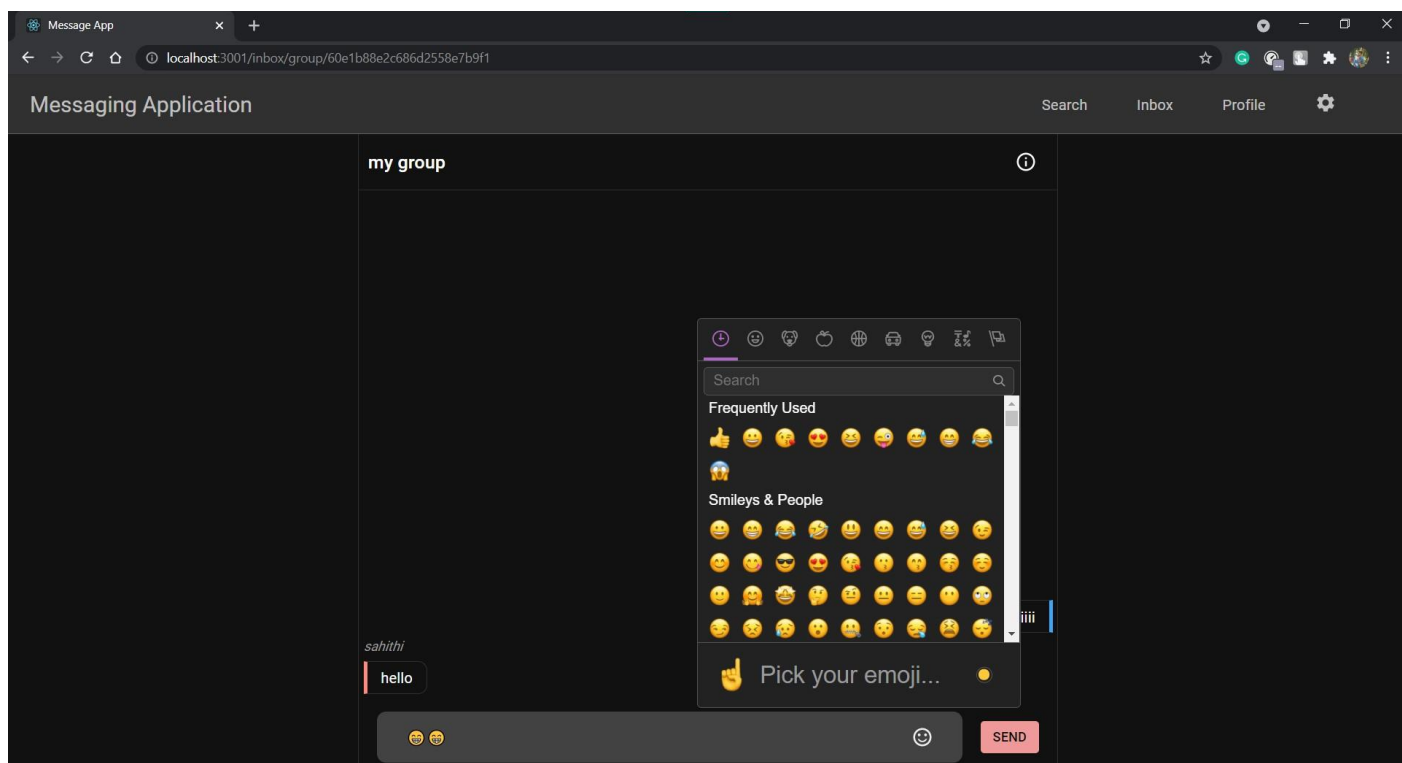 Message App
localhost:3001/inbox/group/60e1b88e2c686d2558e7b9f1
Messaging Application
Search
Inbox
Profile
my group
Search
Frequently Used
Smileys & People
iiii
sahithi
hello
Pick your emoji...
😁😁
SEND